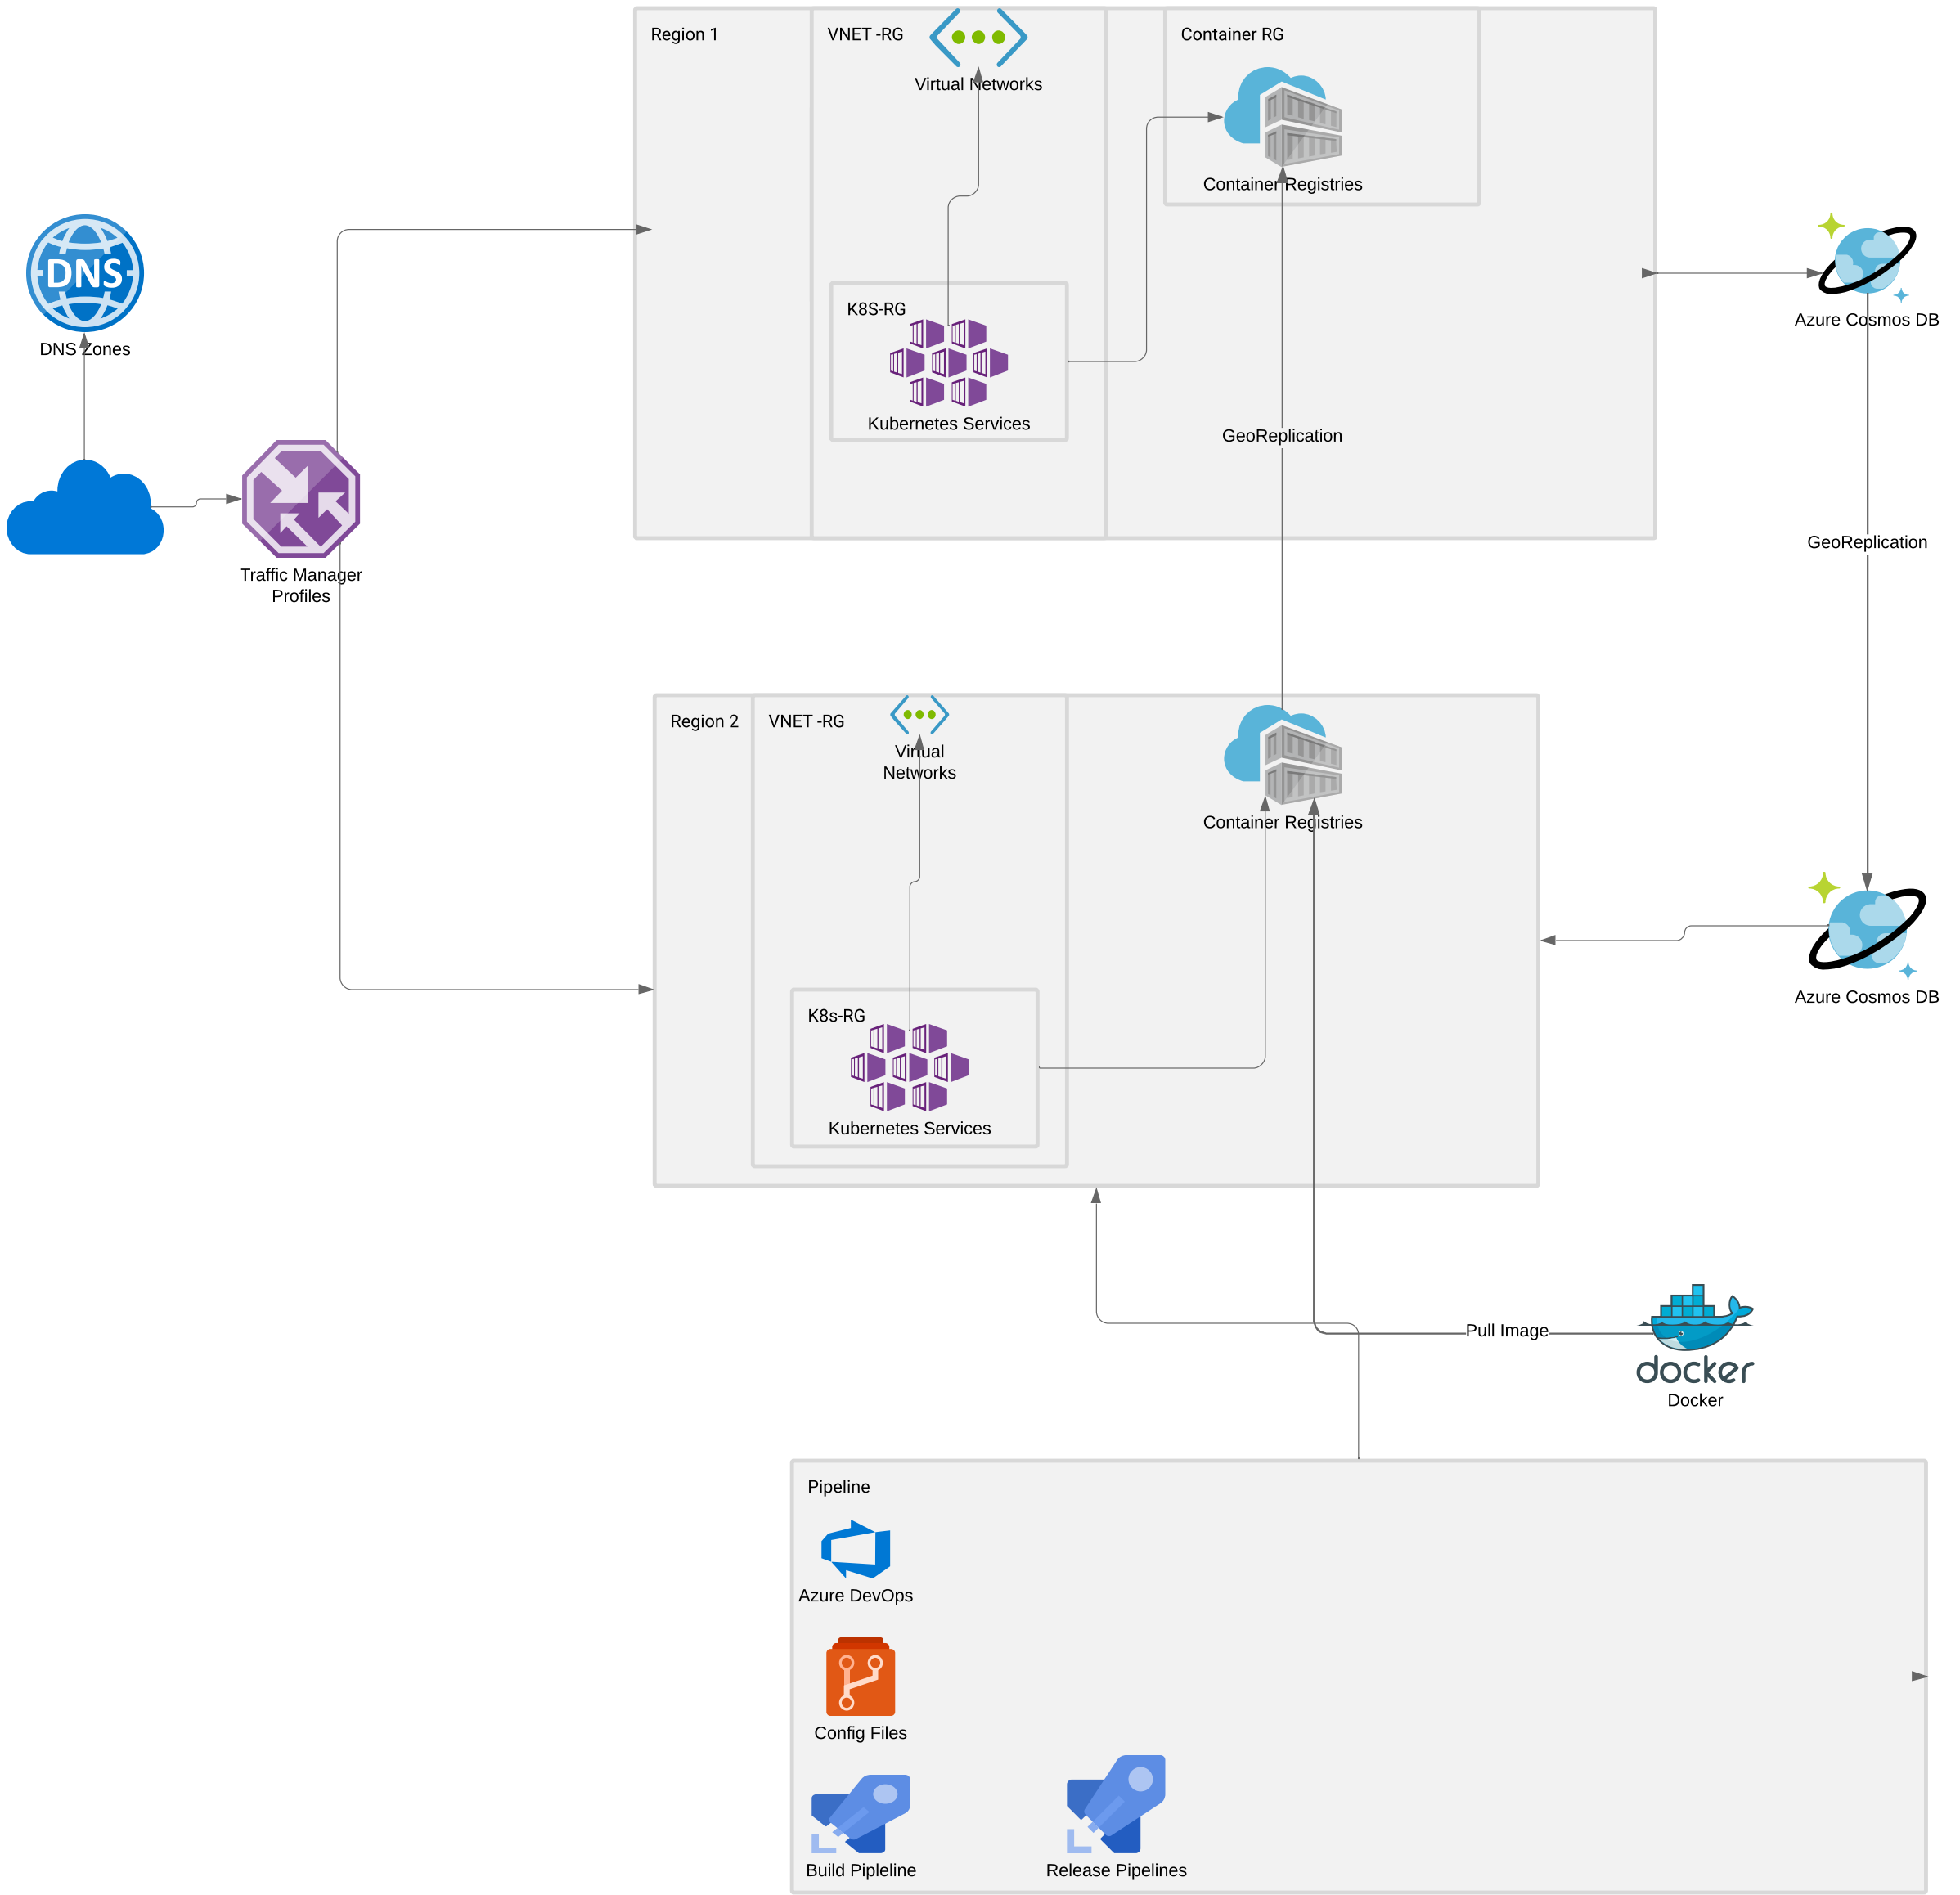 Region 1
VNET -RG
Container RG
Virtual Networks
Container Registries
DNS
DNS Zones
K8S-RG
Kubernetes Services
Azure Cosmos DB
GeoReplication
GeoReplication
Traffic Manager
Profiles
Region 2
VNET -RG
Virtual
Networks
Container Registries
Azure Cosmos DB
K8s-RG
Kubernetes Services
Pull Image
docker
Docker
Pipeline
Azure DevOps
Config Files
Build Pipleline
Release Pipelines